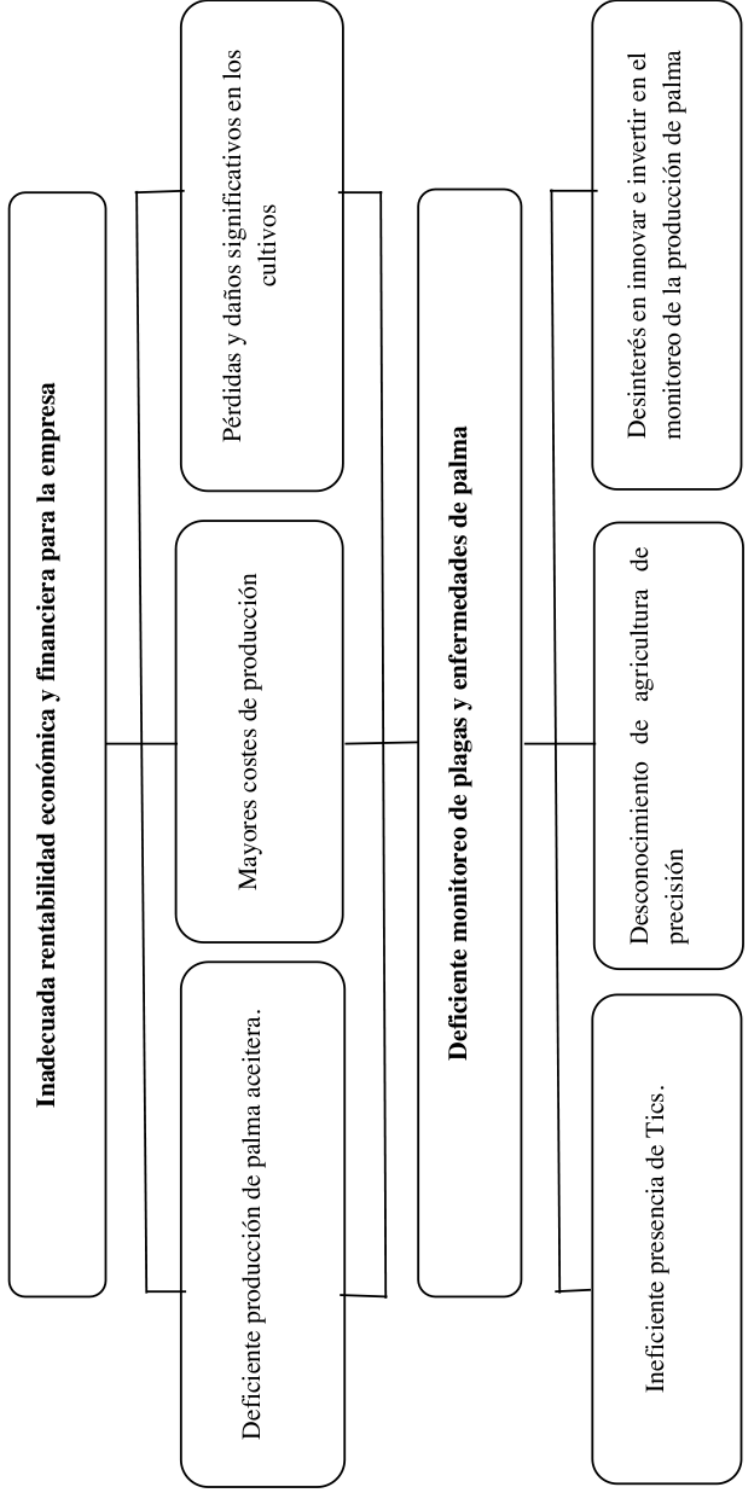 Inadecuada rentabilidad económica y financiera para la empresa
Deficiente producción de palma aceitera.
Mayores costes de producción
Pérdidas y daños significativos en los
cultivos
Deficiente monitoreo de plagas y enfermedades de palma
Ineficiente presencia de Tics.
Desconocimiento de agricultura de
precisión
Desinterés en innovar e invertir en el
monitoreo de la producción de palma